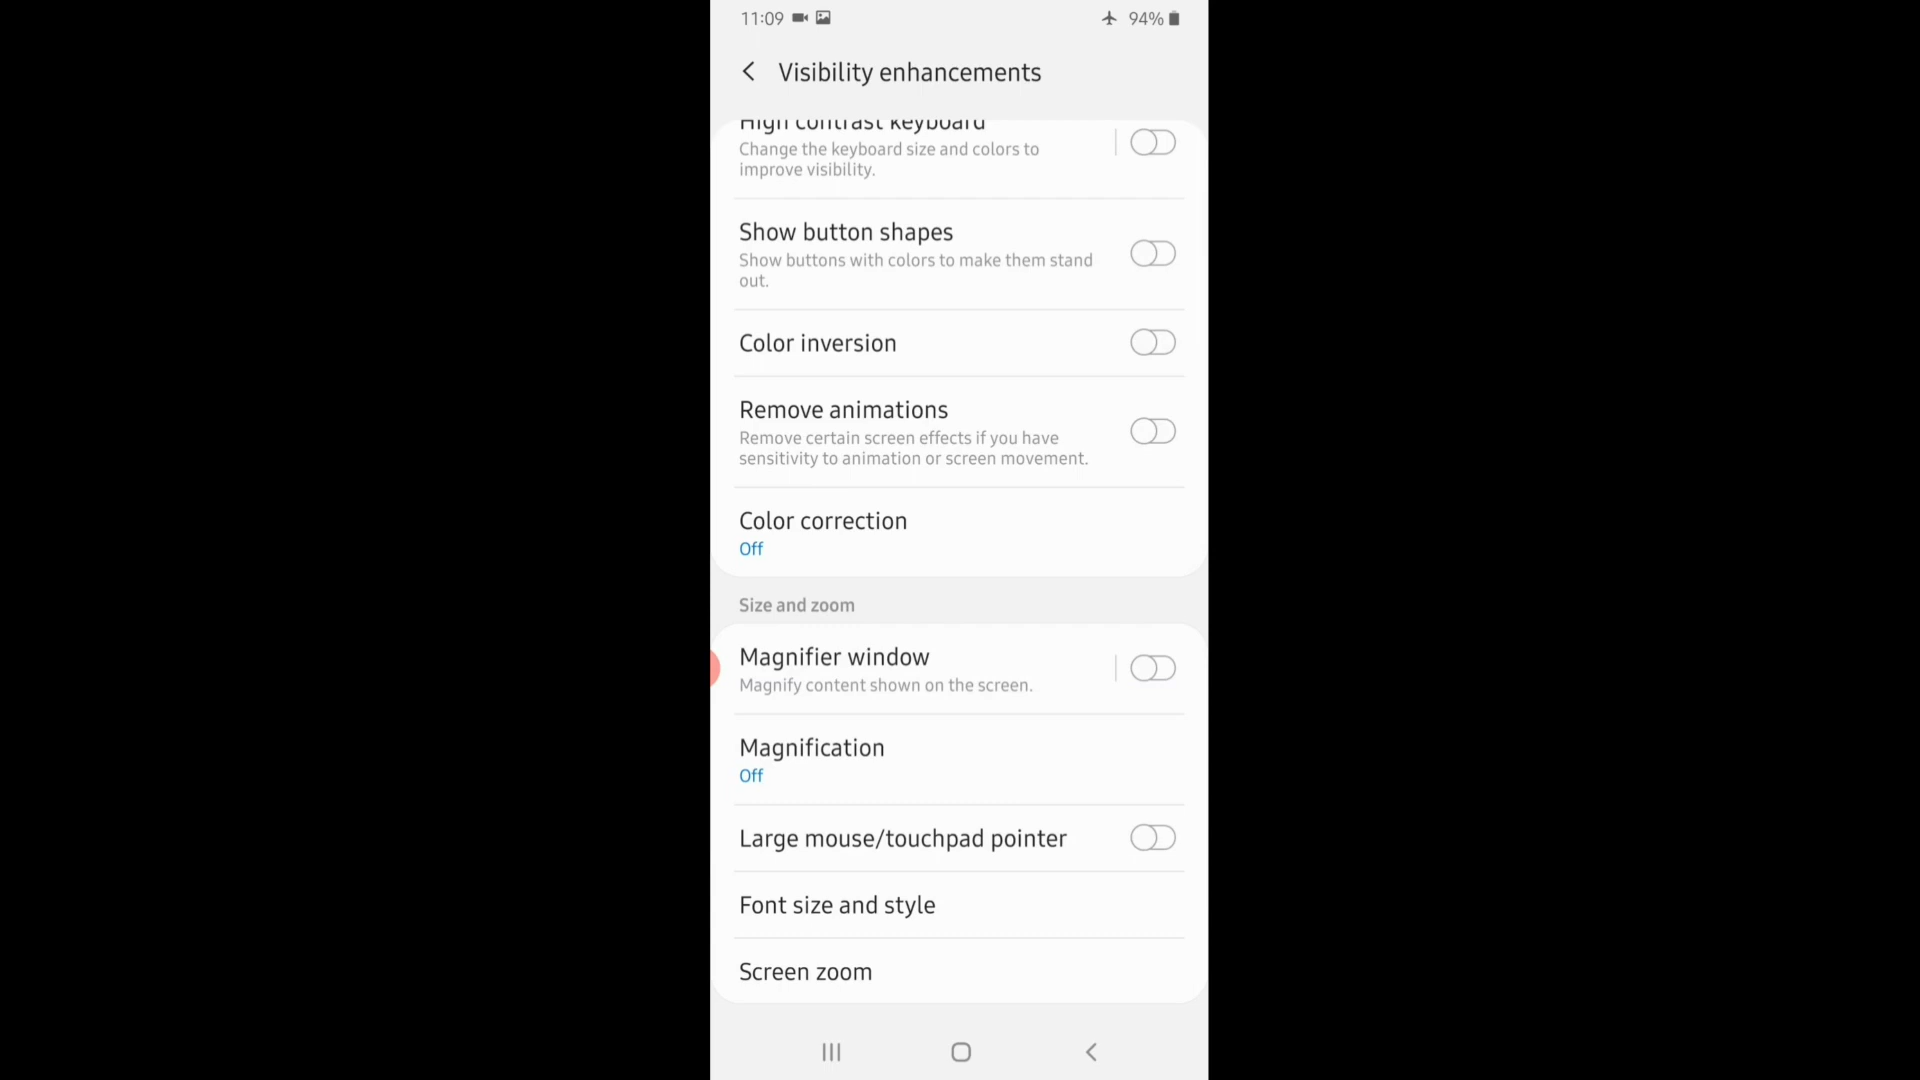 11:09
94%
Visibility enhancements
High contrast keyboard
Change the keyboard size and colors to
improve visibility.
Show button shapes
Show buttons with colors to make them stand
out.
Color inversion
Remove animations
Remove certain screen effects if you have
sensitivity to animation or screen movement.
Color correction
Off
Size and zoom
Magnifier window
Magnify content shown on the screen.
Magnification
Off
Large mouse/touchpad pointer
Font size and style
Screen zoom